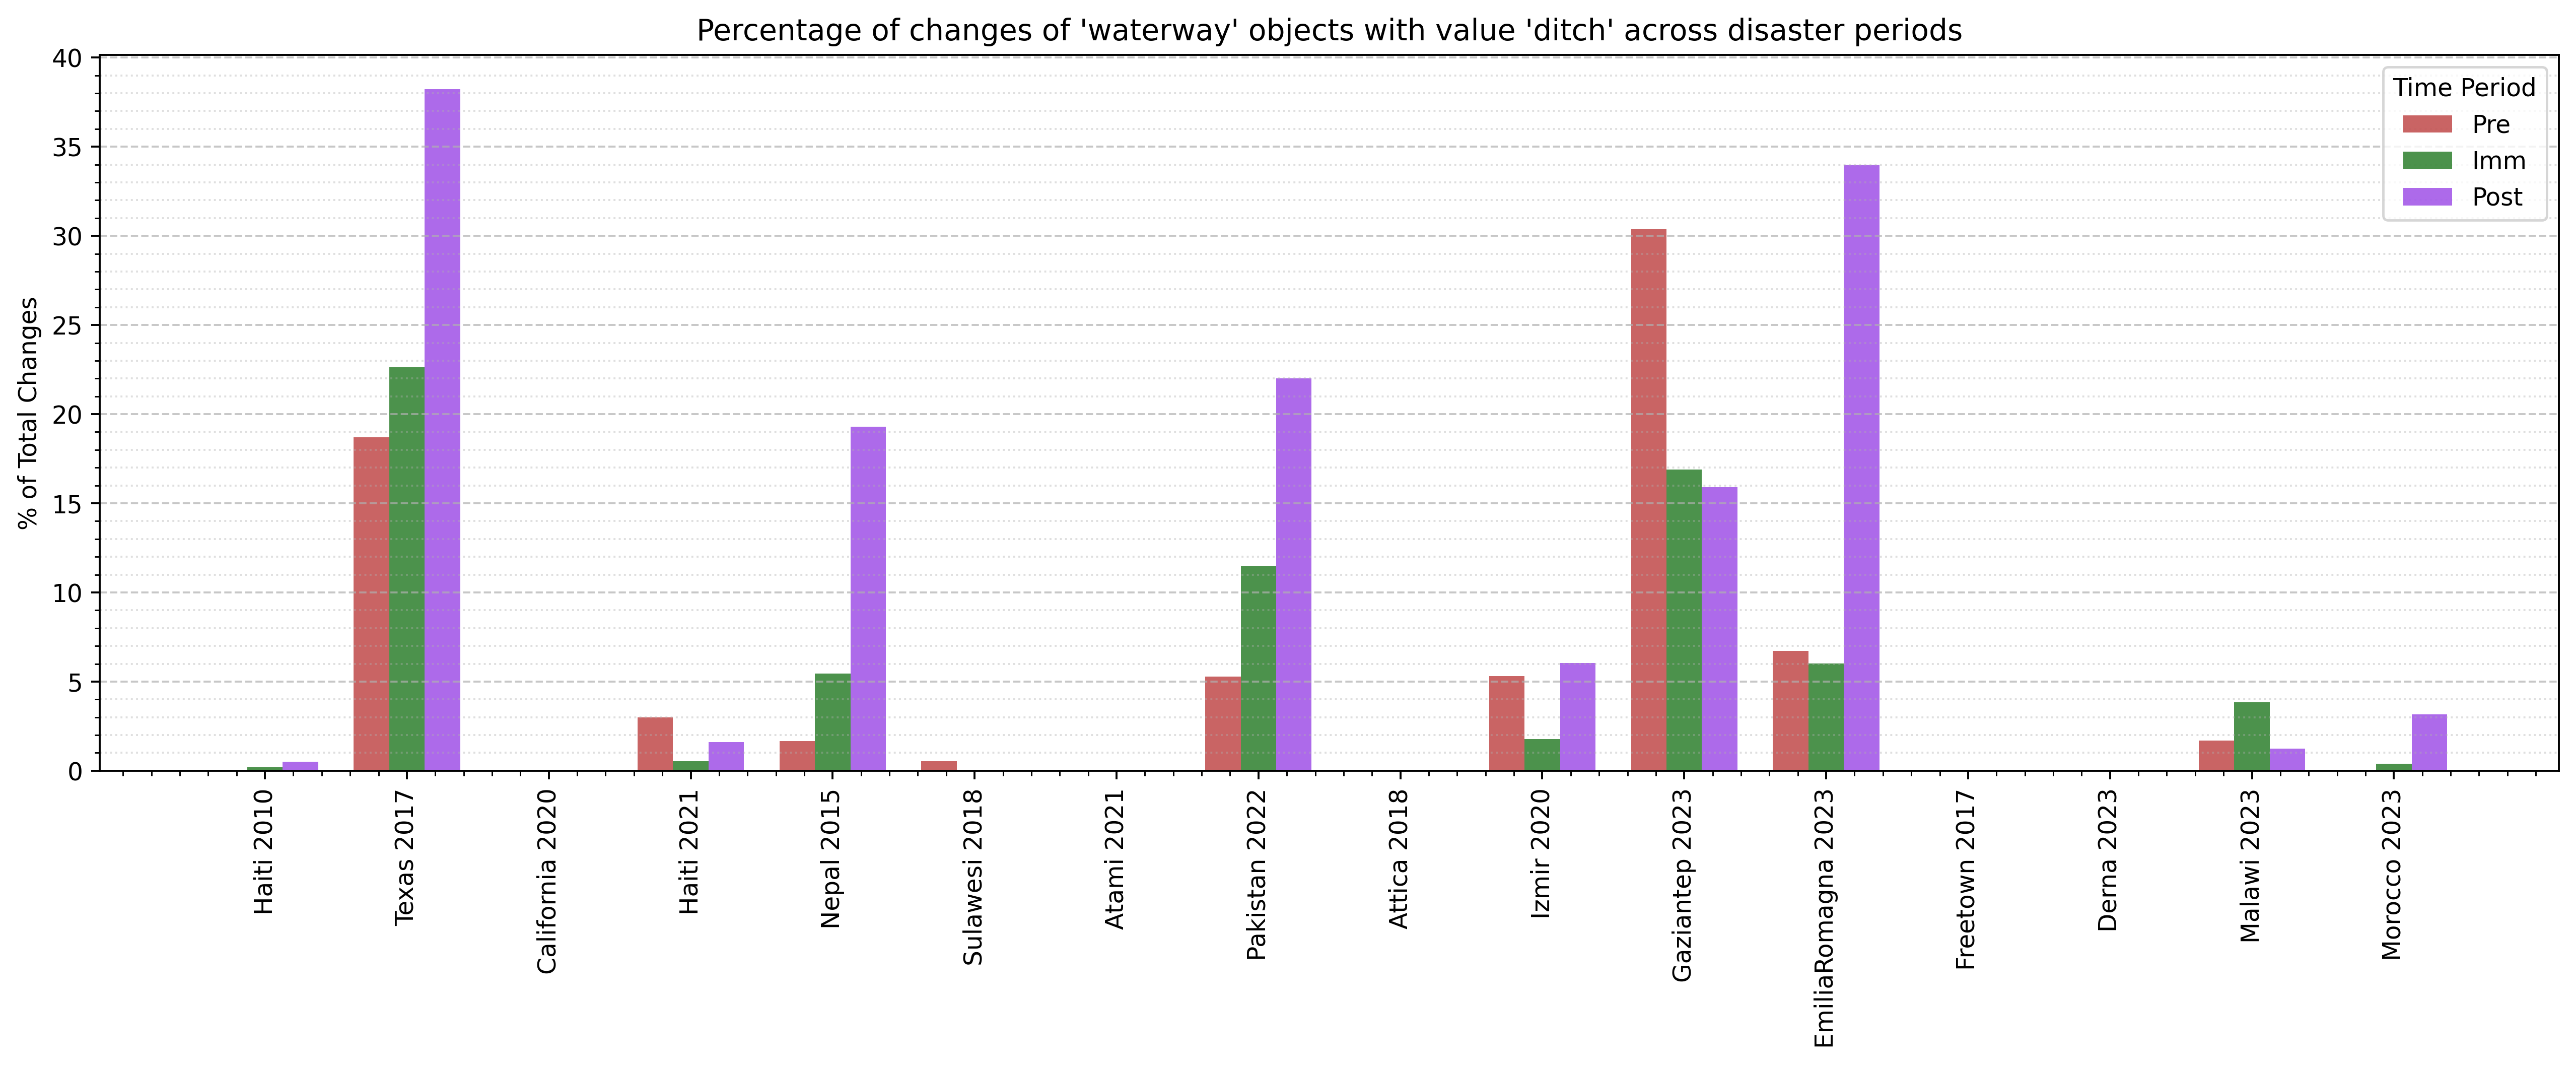 Percentage of changes of 'waterway' objects with value 'ditch' across disaster periods
% of Total Changes
40
35
30
25
20
15
10
5
0
Time Period
Pre
Imm
Post
Haiti 2010
Texas 2017
California 2020
Haiti 2021
Nepal 2015
Sulawesi 2018
Atami 2021
Pakistan 2022
Attica 2018
Izmir 2020
Gaziantep 2023
EmiliaRomagna 2023
Freetown 2017
Derna 2023
Malawi 2023
Morocco 2023